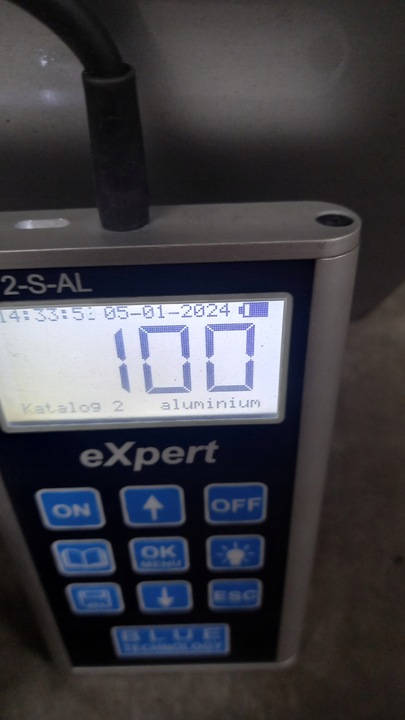 2-S-AL
14:33:51 05-01-2024
100
Katalog 2 aluminium
eXpert
ON
OFF
OK
MENU
ESC
BLUE
TECHNOLOGY